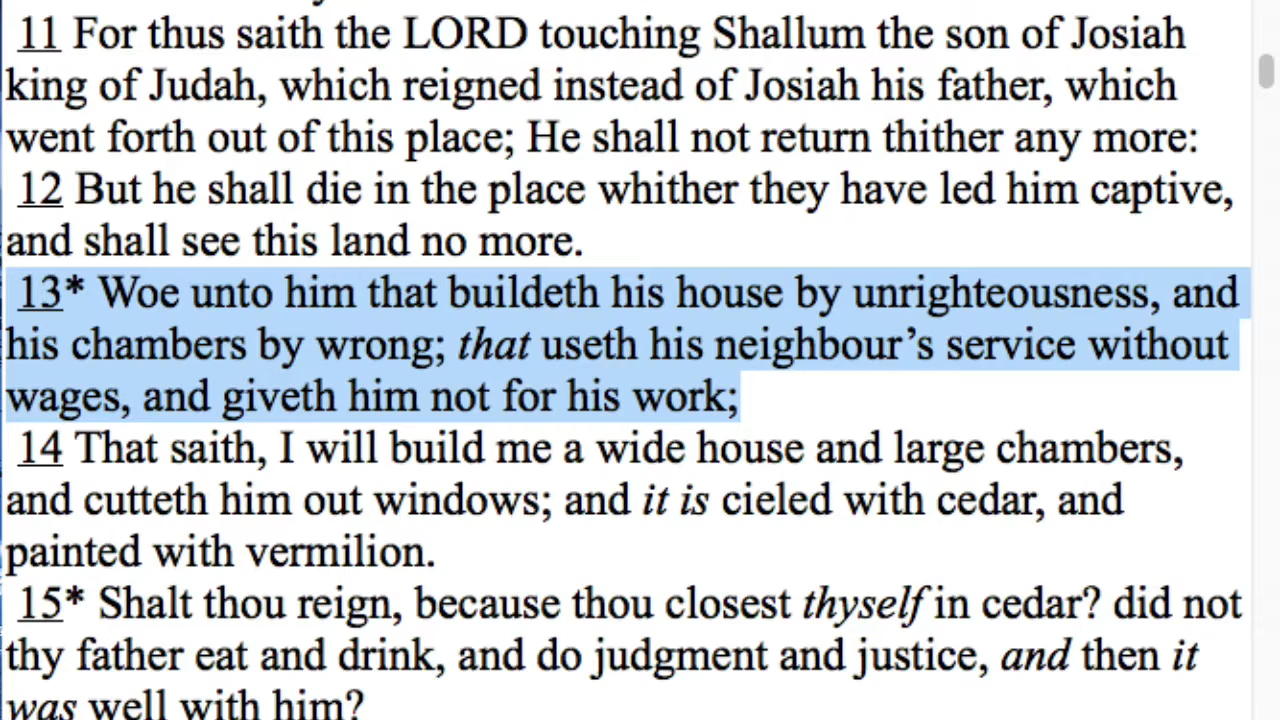 11 For thus saith the LORD touching Shallum the son of Josiah
king of Judah, which reigned instead of Josiah his father, which
went forth out of this place; He shall not return thither any more:
12 But he shall die in the place whither they have led him captive,
and shall see this land no more.
13* Woe unto him that buildeth his house by unrighteousness, and
his chambers by wrong; that useth his neighbour’s service without
wages, and giveth him not for his work;
14 That saith, I will build me a wide house and large chambers,
and cutteth him out windows; and it is cieled with cedar, and
painted with vermilion.
15* Shalt thou reign, because thou closest thyself in cedar? did not
thy father eat and drink, and do judgment and justice, and then it
was well with him?